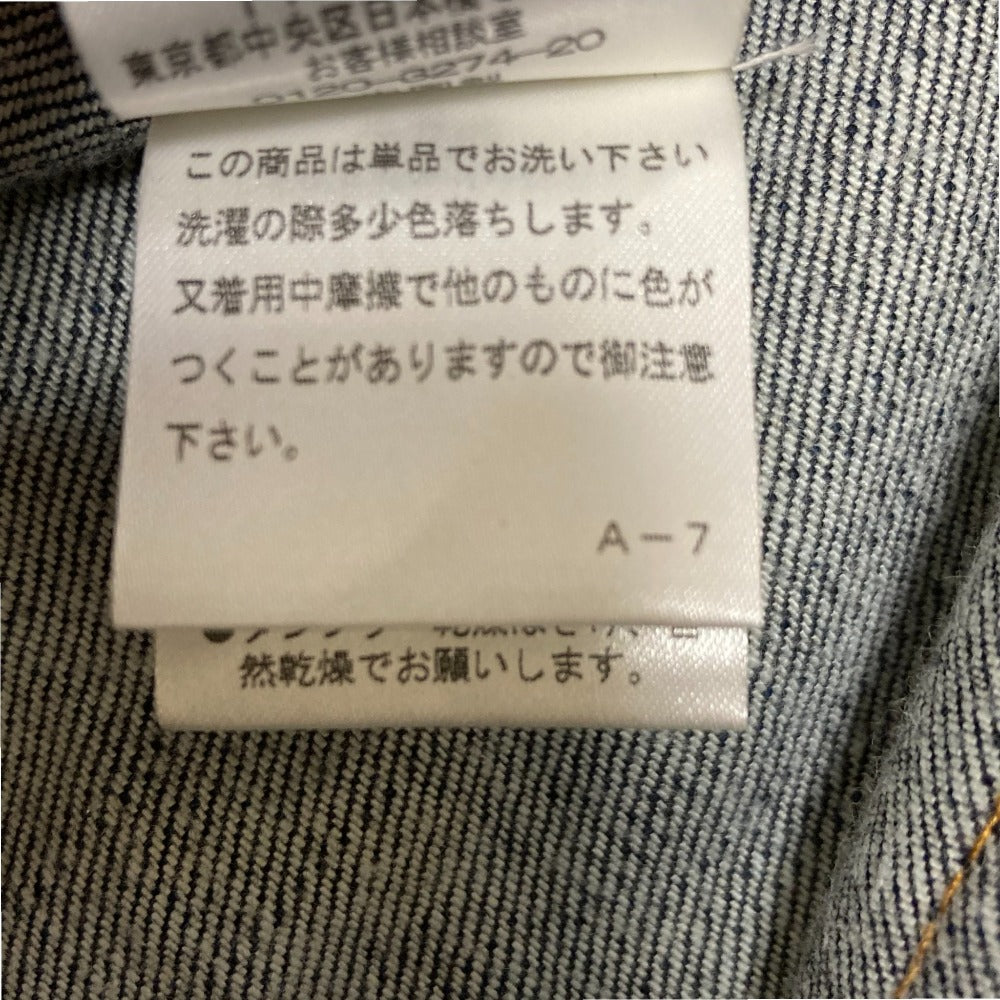 東京都中央区日本橋
お客様相談室
0120-3274-20
この商品は単品でお洗い下さい
洗濯の際多少色落ちします。
又着用中摩擦で他のものに色が
つくことがありますので御注意
下さい。
A－7
然乾燥でお願いします。